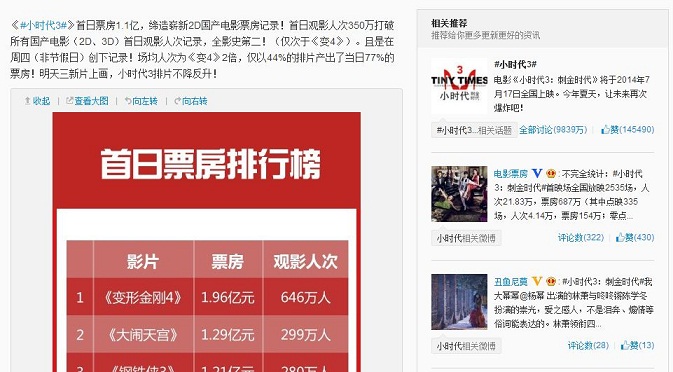 《#小时代3#》首日票房1.1亿，缔造崭新2D国产电影票房记录！首日观影人次350万打破
所有国产电影（2D、3D）首日观影人次记录，全影史第二！（仅次于《变4》）。且是在
周四（非节假日）创下记录！场均人次为《变4》2倍，仅以44%的排片产出了当日77%的
票房！明天三新片上画，小时代3排片不降反升！
收起 查看大图 向左转 向右转
首日票房排行榜
影片 票房 观影人次
1 《变形金刚4》 1.96亿元 646万人
2 《大闹天宫》 1.29亿元 299万人
3 《钢铁侠3》 1.21亿元 280万人
相关推荐
推荐给你更多更新更好的资讯
3
TINY TIMES
小時代
#小时代3#
电影《小时代3：刺金时代》将于2014年7
月17日全国上映。今年夏天，让未来再次
爆炸吧！
#小时代3...相关话题 全部讨论(9839万) 赞(145490)
电影票房 V ：不完全统计：#小时代
3：刺金时代#首映场全国放映2535场，人
次21.83万，票房687万（其中点映335
场，人次4.14万，票房154万；零点...
小时代相关微博 评论数(322) 赞(430)
丑鱼尼莫 V ：#小时代3：刺金时代#我
大幂幂@杨幂 出演的林萧与咚咚锵陈学冬
扮演的崇光，爱之感人，不是泪奔、煽情等
俗词能表达的。林萧领衔四...
小时代相关微博 评论数(28) 赞(13)